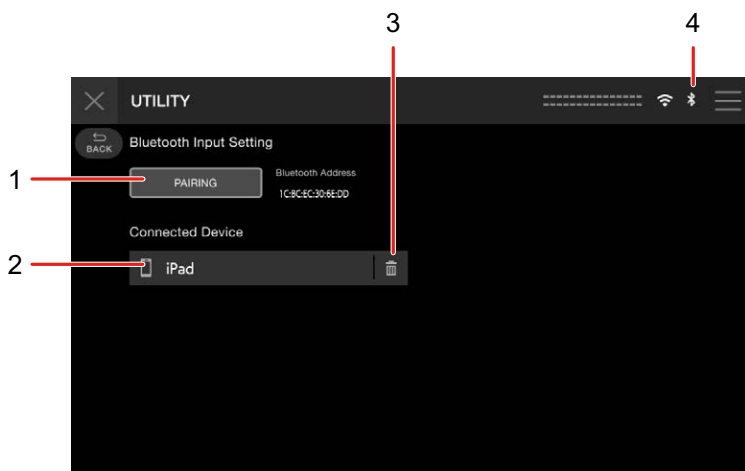 3
4
UTILITY
BACK
Bluetooth Input Setting
1
PAIRING
Bluetooth Address
1C:8C:EC:30:6E:DD
Connected Device
2
iPad